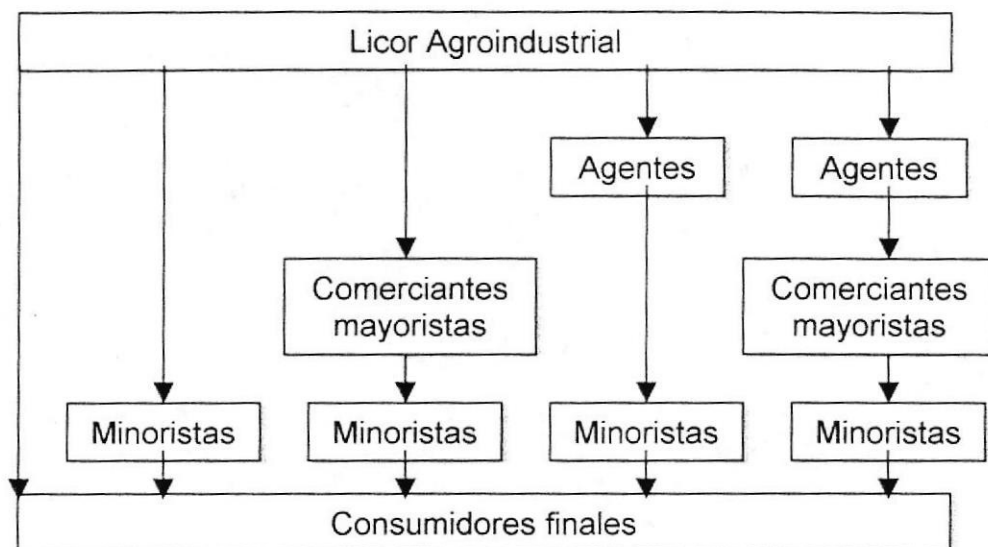 Licor Agroindustrial
Agentes
Agentes
Comerciantes
mayoristas
Comerciantes
mayoristas
Minoristas
Minoristas
Minoristas
Minoristas
Consumidores finales